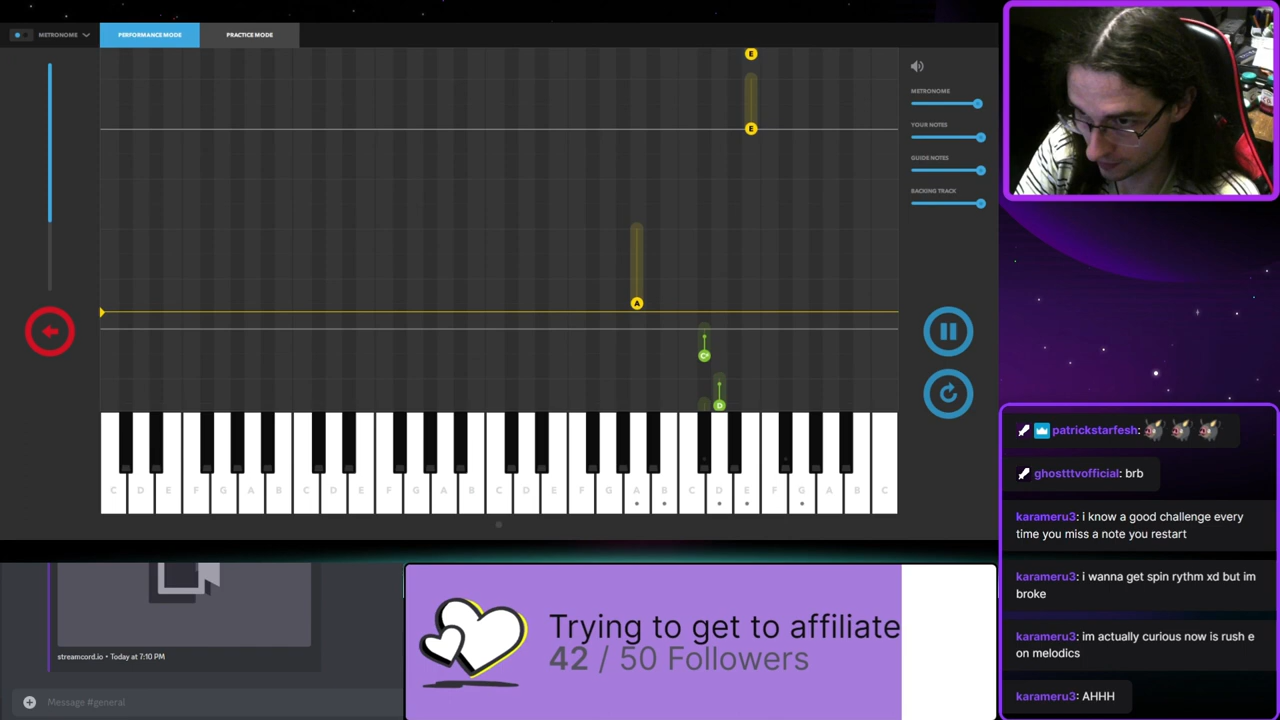 METRONOME
PERFORMANCE MODE
PRACTICE MODE
E
E
A
C#
D
METRONOME
YOUR NOTES
GUIDE NOTES
BACKING TRACK
C D E F G A B C D E F G A B C D E F G A B C D E F G A B C
patrickstarfesh:
ghostttvofficial: brb
karameru3: i know a good challenge every
time you miss a note you restart
karameru3: i wanna get spin rythm xd but im
broke
karameru3: im actually curious now is rush e
on melodics
karameru3: AHHH
streamcord.io • Today at 7:10 PM
Message #general
Trying to get to affiliate
42 / 50 Followers